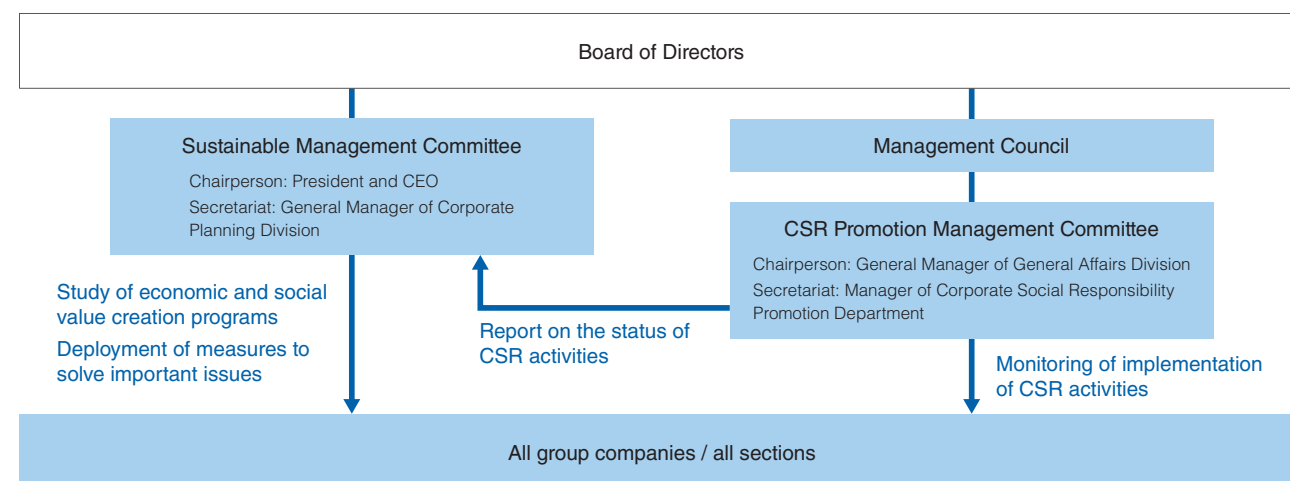 Board of Directors
Sustainable Management Committee
Chairperson: President and CEO
Secretariat: General Manager of Corporate
Planning Division
Management Council
CSR Promotion Management Committee
Chairperson: General Manager of General Affairs Division
Secretariat: Manager of Corporate Social Responsibility
Promotion Department
Study of economic and social
value creation programs
Deployment of measures to
solve important issues
Report on the status of
CSR activities
Monitoring of implementation
of CSR activities
All group companies / all sections